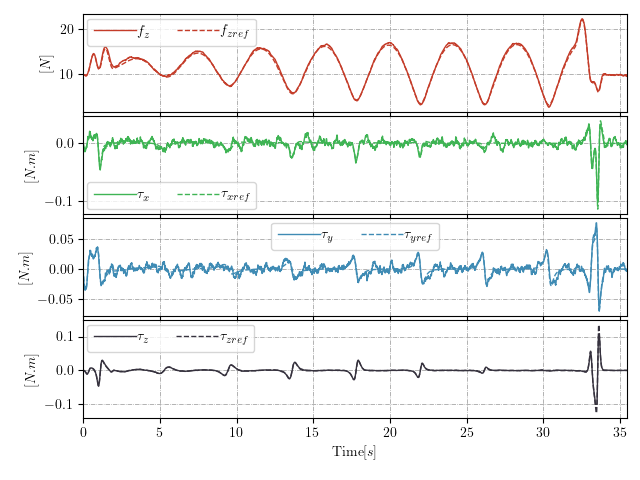 20
10
[N]
f_z f_zref
0.0
−0.1
[N.m]
τ_x τ_xref
0.05
0.00
−0.05
[N.m]
τ_y τ_yref
0.1
0.0
−0.1
[N.m]
τ_z τ_zref
0 5 10 15 20 25 30 35
Time[s]